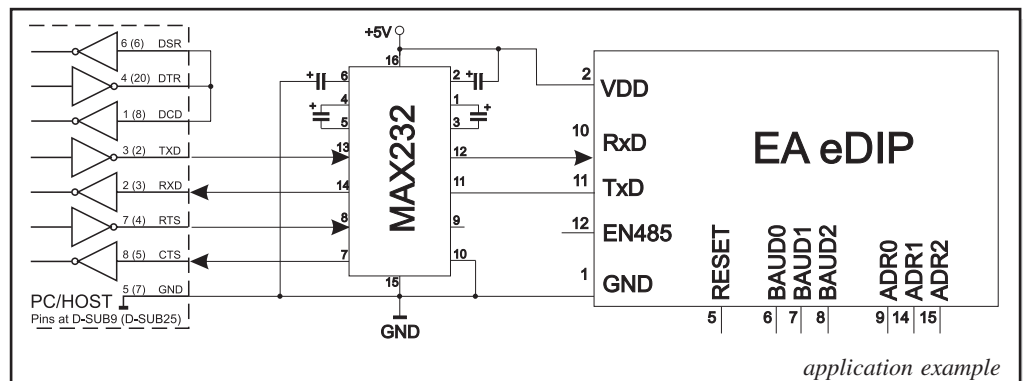 +5V
6 (6) DSR
4 (20) DTR
1 (8) DCD
3 (2) TXD
2 (3) RXD
7 (4) RTS
8 (5) CTS
5 (7) GND
PC/HOST
Pins at D-SUB9 (D-SUB25)
16
+ 6 2 +
+ 4 1 +
5 3
13 12
14 11
8 9
7 10
15
MAX232
GND
EA eDIP
2 VDD
10 RxD
11 TxD
12 EN485
1 GND
RESET BAUD0 BAUD1 BAUD2 ADR0 ADR1 ADR2
5 6 7 8 9 14 15
application example